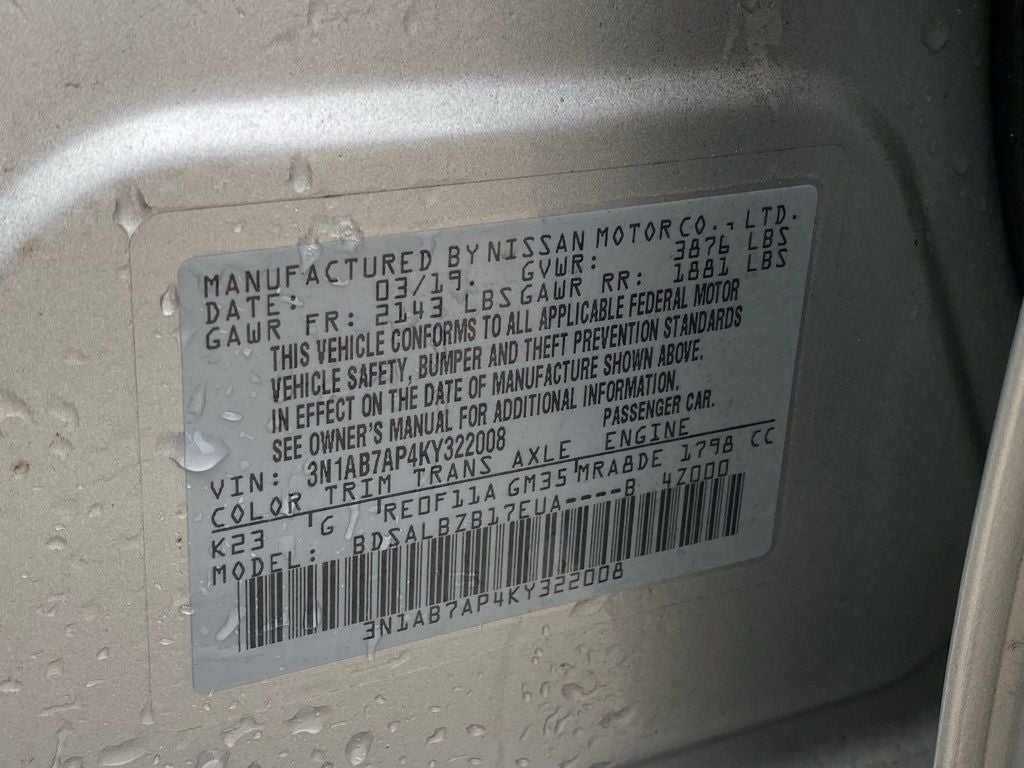 MANUFACTURED BY NISSAN MOTOR CO., LTD.
DATE: 03/19. GVWR: 3876 LBS
GAWR FR: 2143 LBS GAWR RR: 1881 LBS
THIS VEHICLE CONFORMS TO ALL APPLICABLE FEDERAL MOTOR
VEHICLE SAFETY, BUMPER AND THEFT PREVENTION STANDARDS
IN EFFECT ON THE DATE OF MANUFACTURE SHOWN ABOVE.
SEE OWNER'S MANUAL FOR ADDITIONAL INFORMATION.
VIN: 3N1AB7AP4KY322008 PASSENGER CAR.
COLOR TRIM TRANS AXLE ENGINE
K23 G RE0F11A GM35 MRA8DE 1798 CC
MODEL: BDSALBZB17EUA----B 4Z000
3N1AB7AP4KY322008